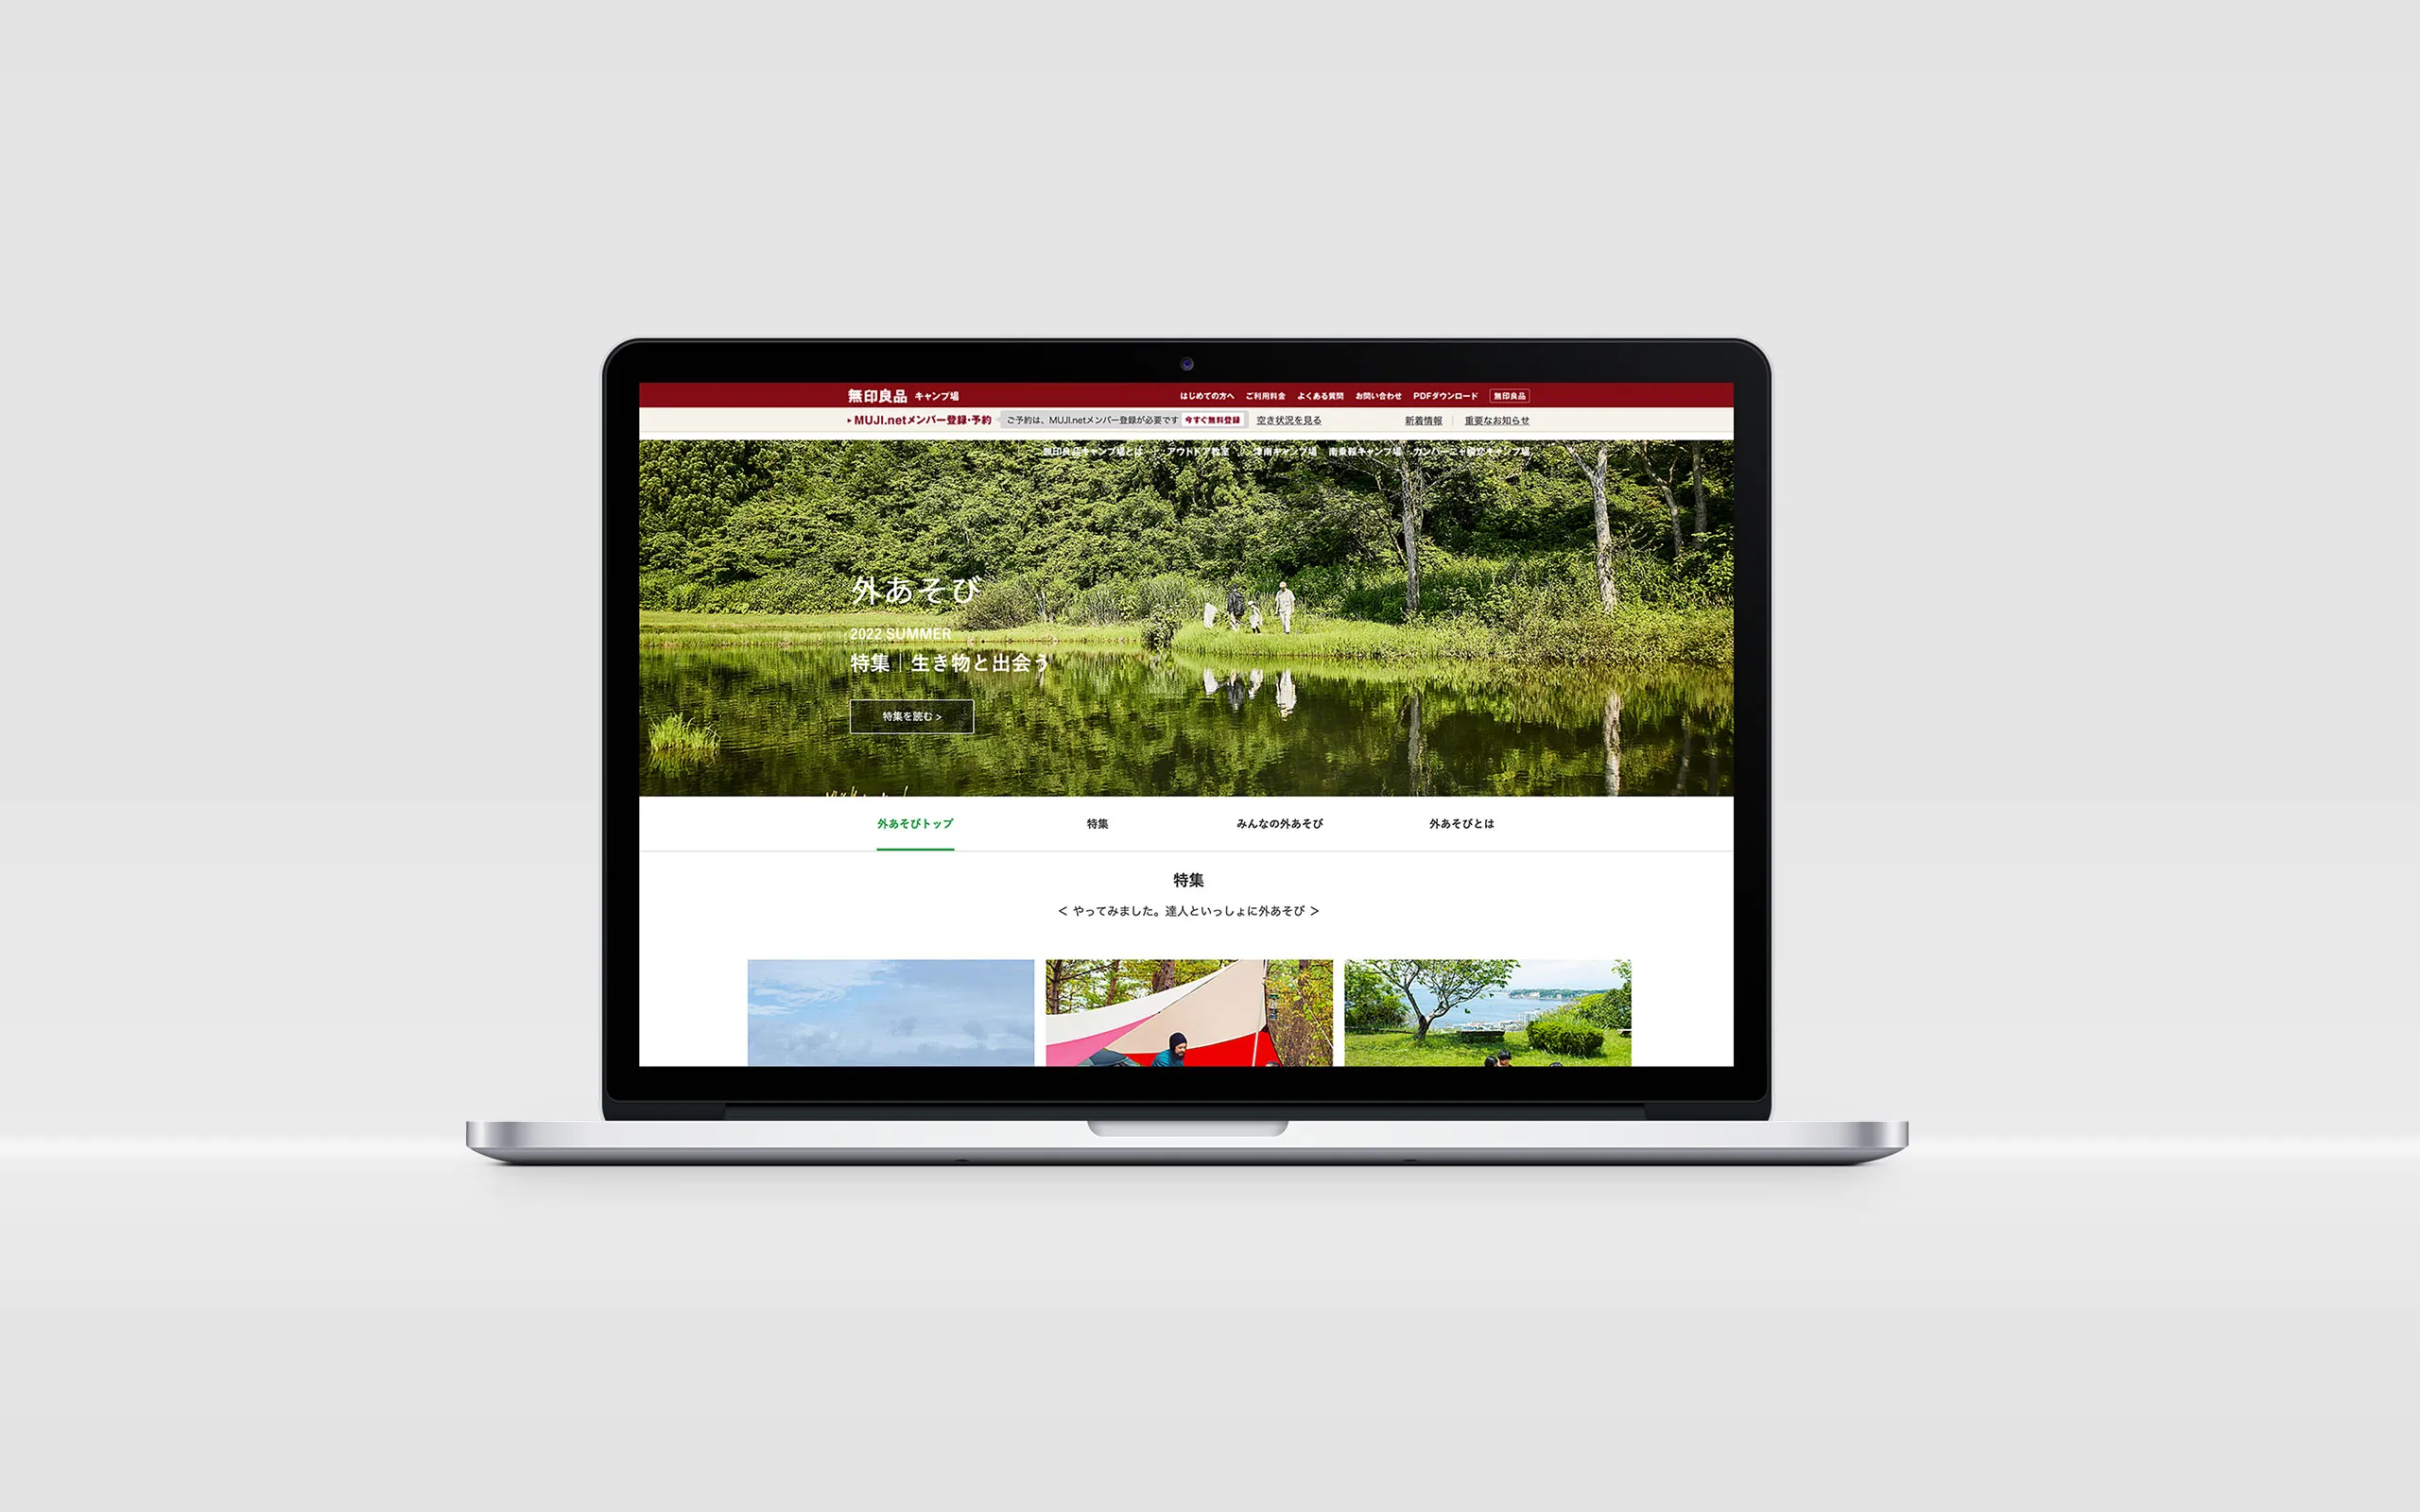 無印良品 キャンプ場
はじめての方へ ご利用料金 よくある質問 お問い合わせ PDFダウンロード 無印良品
MUJI.netメンバー登録・予約 ご予約は、MUJI.netメンバー登録が必要です 今すぐ無料登録 空き状況を見る 新着情報 重要なお知らせ
無印良品キャンプ場とは アウトドア教室 津南キャンプ場 南乗鞍キャンプ場 カンパーニャ嬬恋キャンプ場
外あそび
2022 SUMMER
特集｜生き物と出会う
特集を読む >
外あそびトップ 特集 みんなの外あそび 外あそびとは
特集
< やってみました。達人といっしょに外あそび >